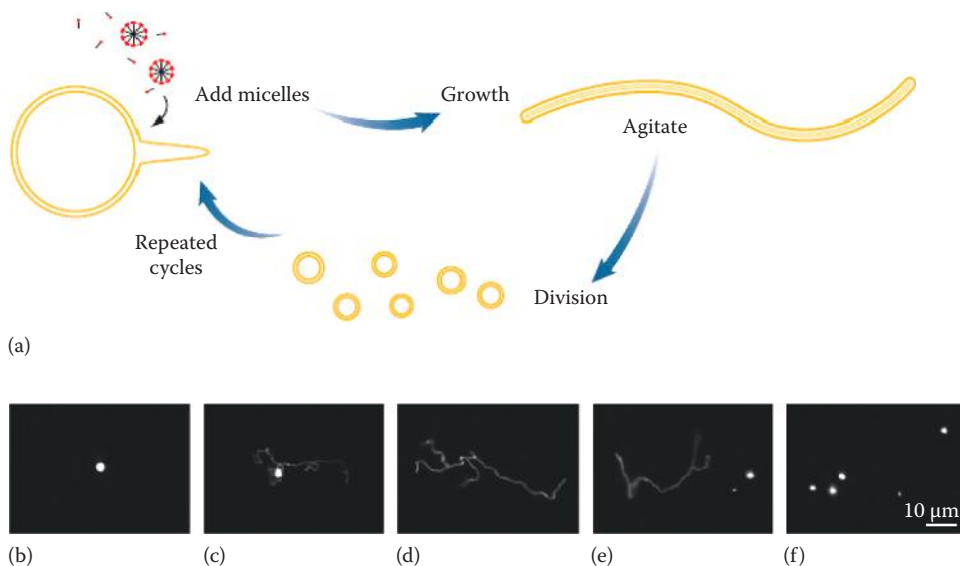 Add micelles
Growth
Agitate
Repeated
cycles
Division
(a)
10 μm
(b)
(c)
(d)
(e)
(f)